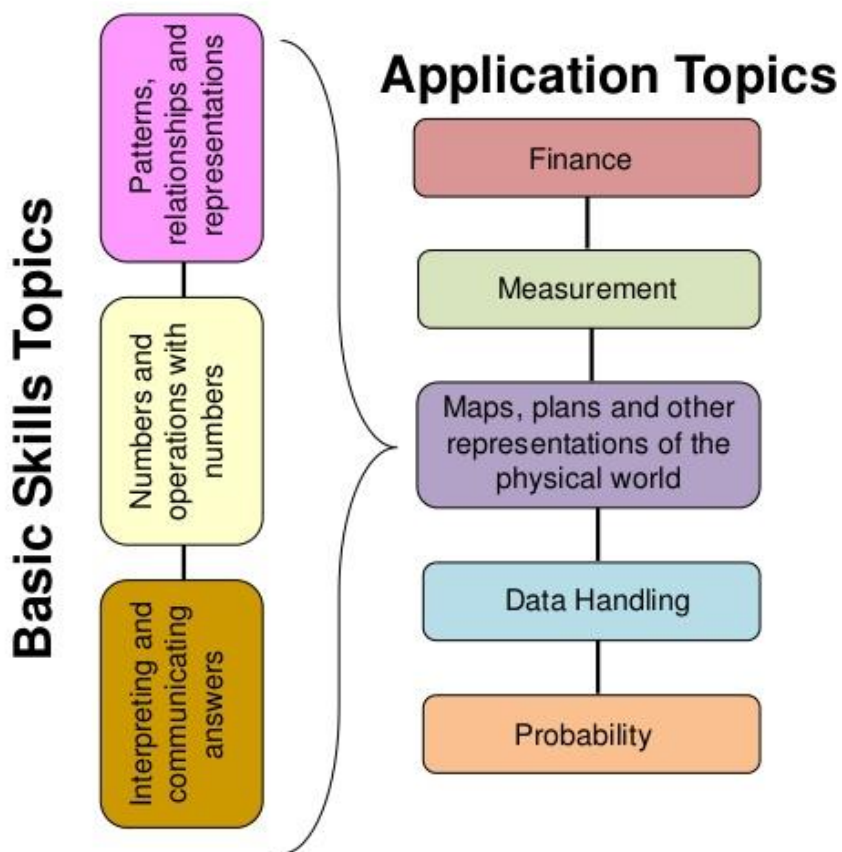 Basic Skills Topics
Patterns,
relationships and
representations
Numbers and
operations with
numbers
Interpreting and
communicating
answers
Application Topics
Finance
Measurement
Maps, plans and other
representations of the
physical world
Data Handling
Probability